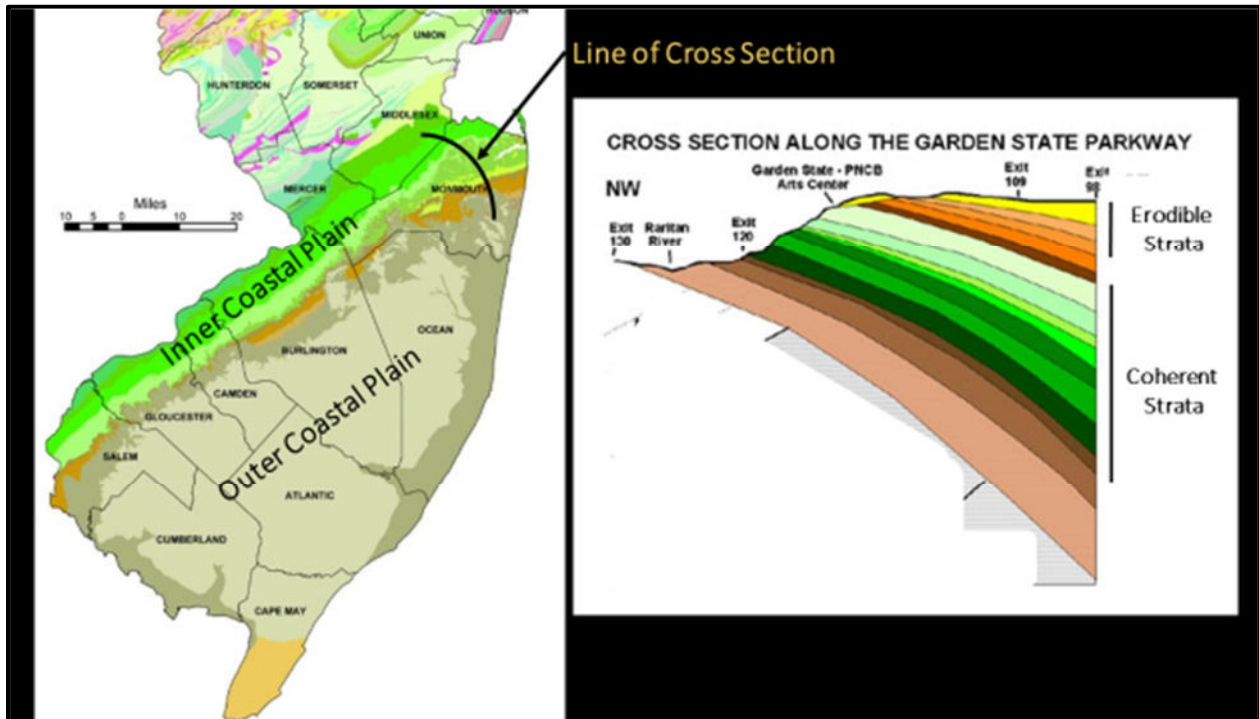 UNION
Line of Cross Section
HUNTERDON
SOMERSET
MIDDLESEX
MERCER
MONMOUTH
Miles
10 5 0 10 20
Inner Coastal Plain
OCEAN
BURLINGTON
CAMDEN
GLOUCESTER
Outer Coastal Plain
SALEM
ATLANTIC
CUMBERLAND
CAPE MAY
CROSS SECTION ALONG THE GARDEN STATE PARKWAY
NW
Garden State - PNCB
Arts Center
Exit
109
Exit
98
Exit
130
Raritan
River
Exit
120
Erodible
Strata
Coherent
Strata